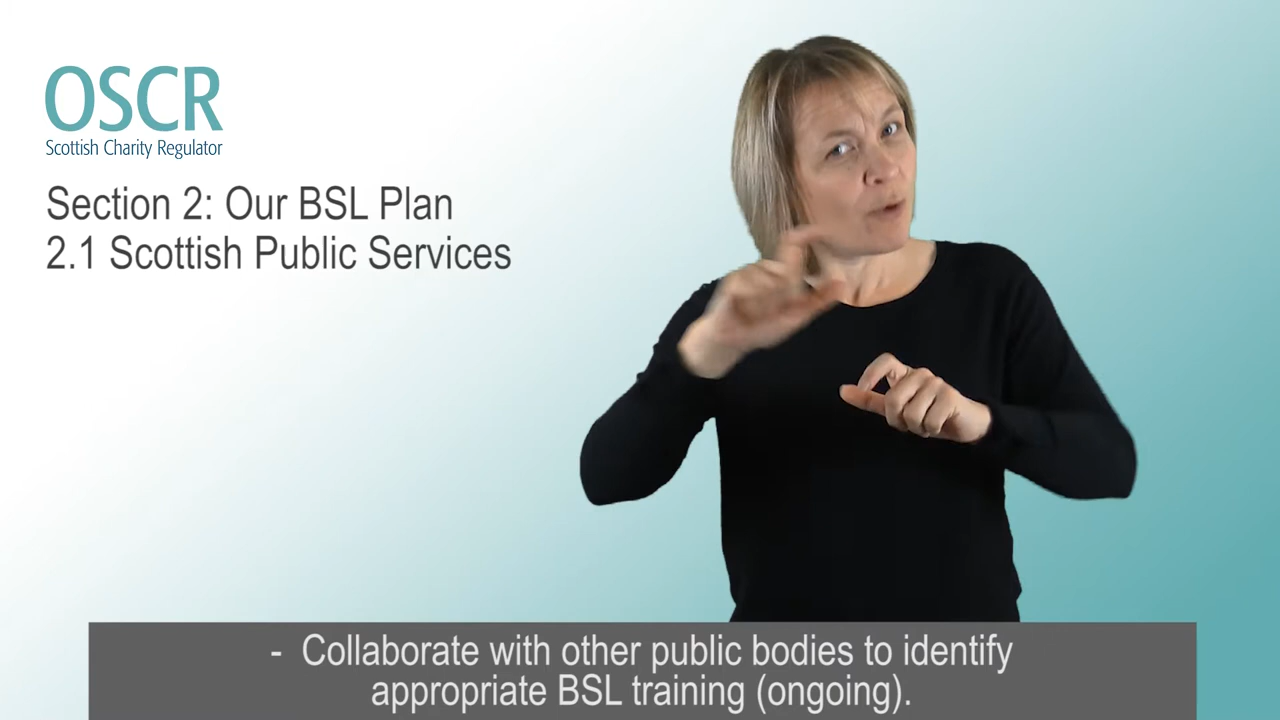 OSCR
Scottish Charity Regulator
Section 2: Our BSL Plan
2.1 Scottish Public Services
- Collaborate with other public bodies to identify
appropriate BSL training (ongoing).